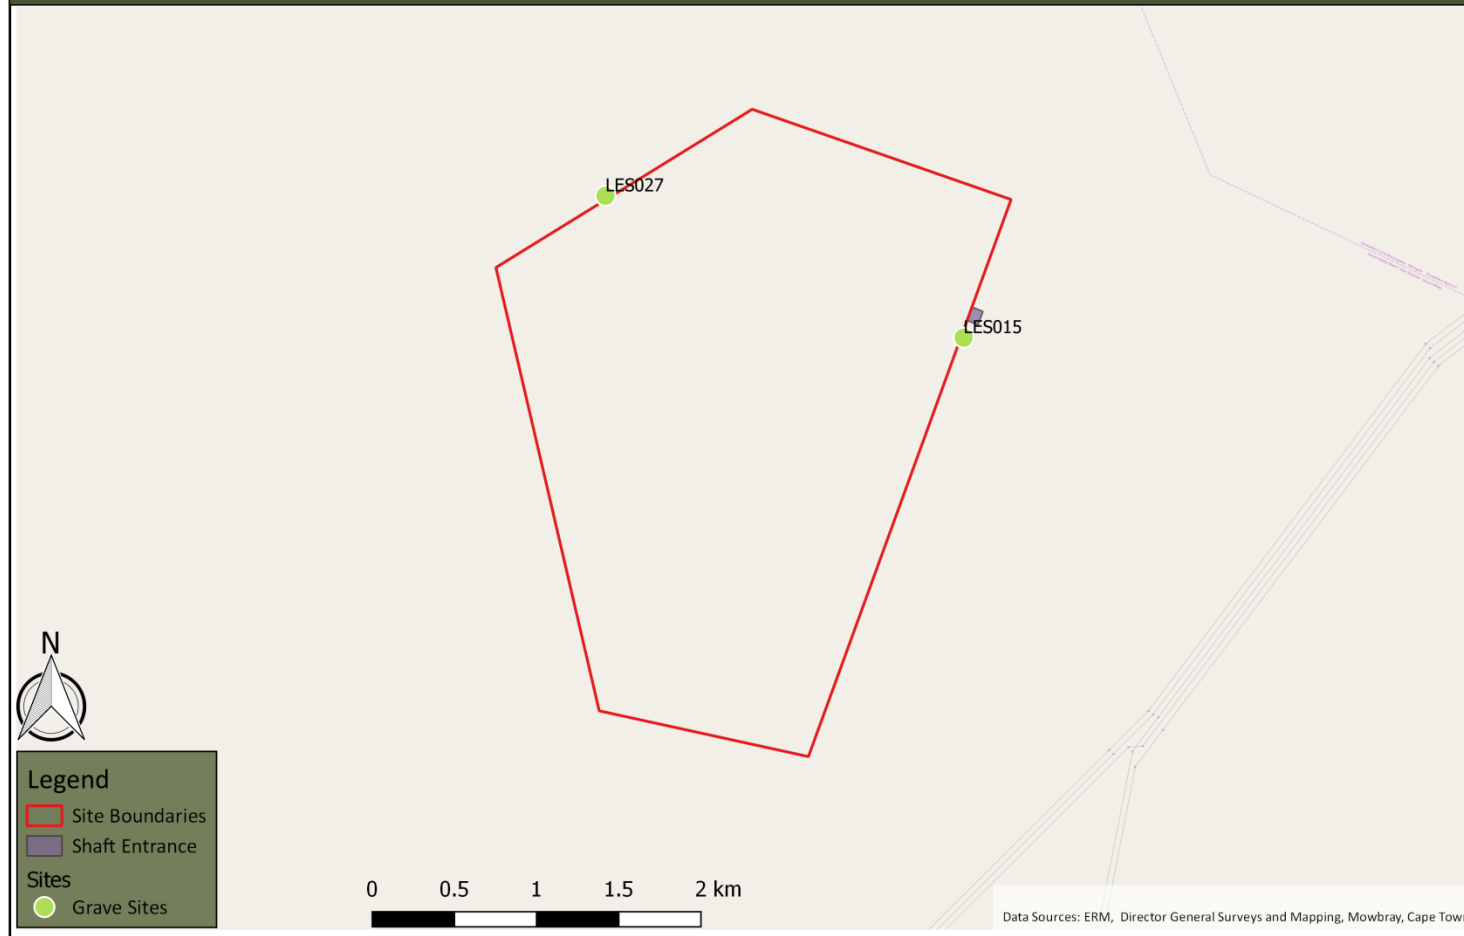 LES027
LES015
N
Legend
Site Boundaries
Shaft Entrance
Sites
Grave Sites
0 0.5 1 1.5 2 km
Data Sources: ERM, Director General Surveys and Mapping, Mowbray, Cape Town